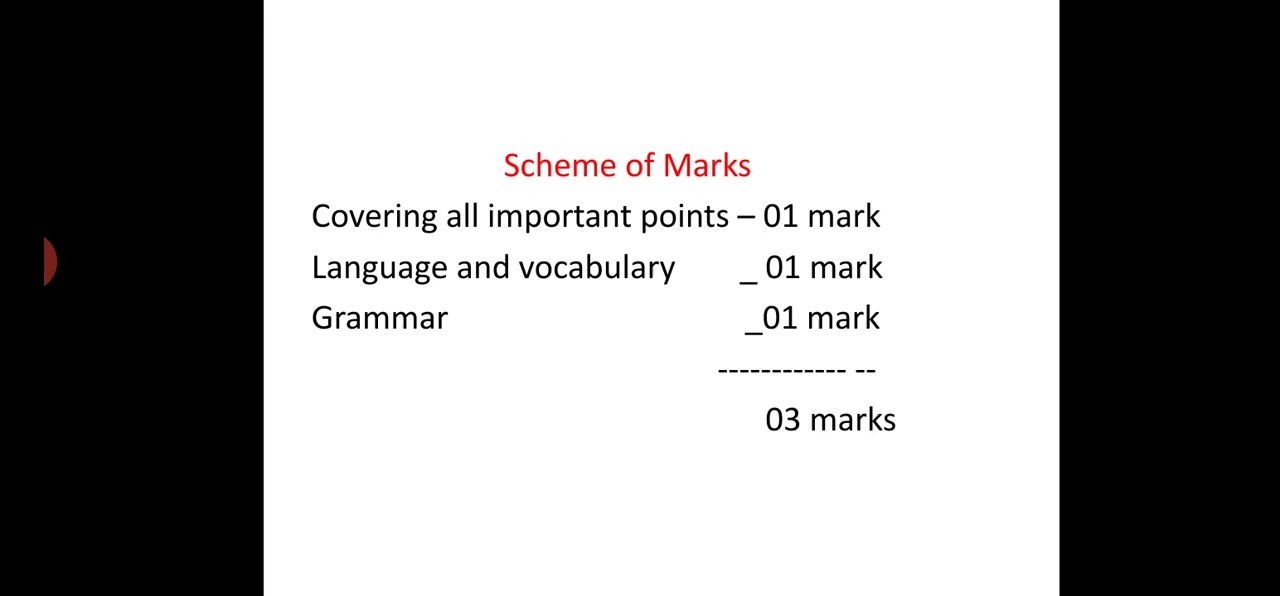 Scheme of Marks
Covering all important points – 01 mark
Language and vocabulary _ 01 mark
Grammar _01 mark
------------ --
03 marks